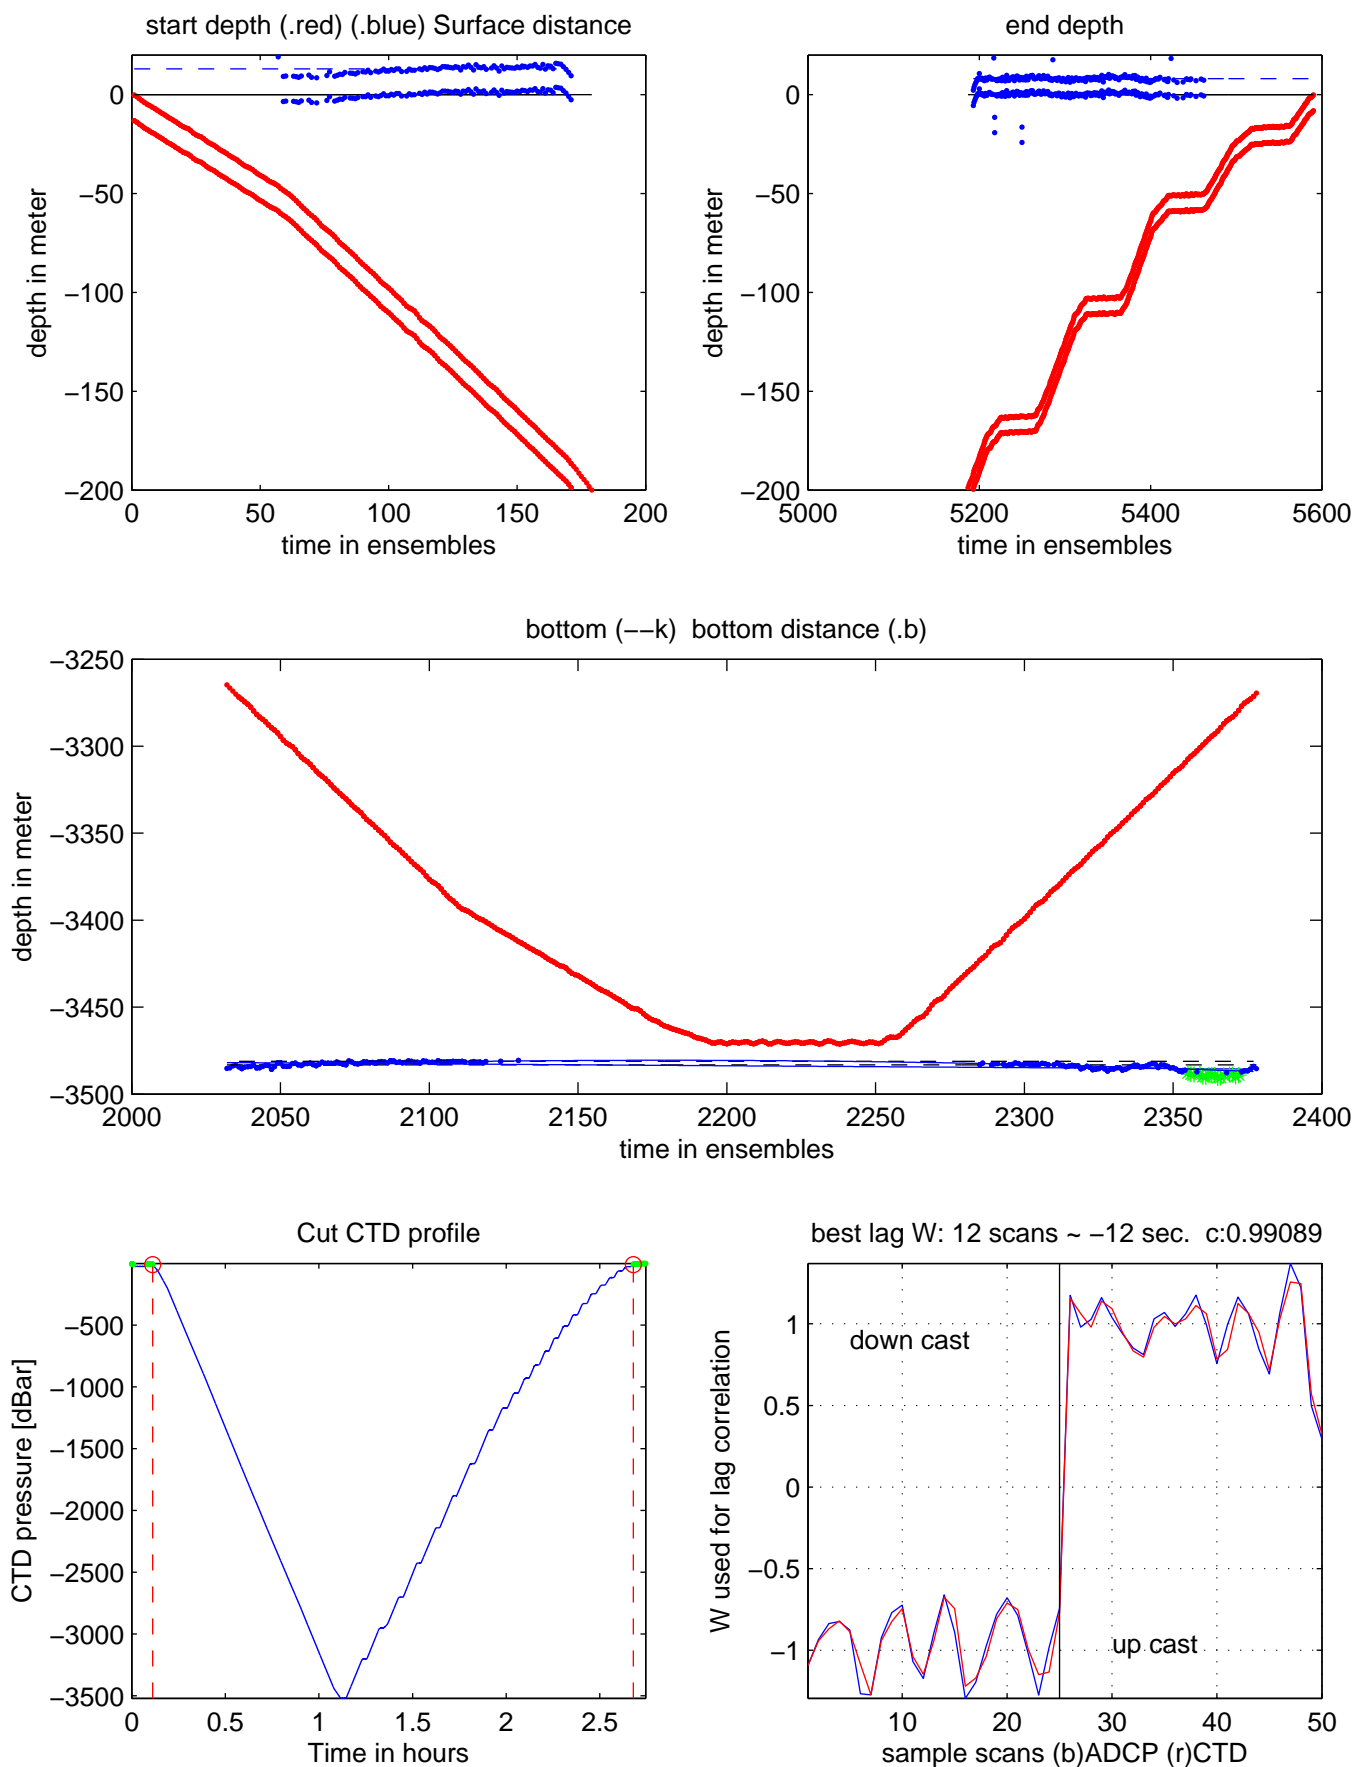 start depth (.red) (.blue) Surface distance
0
−50
−100
−150
−200
depth in meter
0 50 100 150 200
time in ensembles
end depth
0
−50
−100
−150
−200
depth in meter
5000 5200 5400 5600
time in ensembles
bottom (−−k)  bottom distance (.b)
−3250
−3300
−3350
−3400
−3450
−3500
depth in meter
2000 2050 2100 2150 2200 2250 2300 2350 2400
time in ensembles
Cut CTD profile
−500
−1000
−1500
−2000
−2500
−3000
−3500
CTD pressure [dBar]
0 0.5 1 1.5 2 2.5
Time in hours
best lag W: 12 scans ~ −12 sec.  c:0.99089
1
0.5
0
−0.5
−1
W used for lag correlation
down cast
up cast
10 20 30 40 50
sample scans (b)ADCP (r)CTD